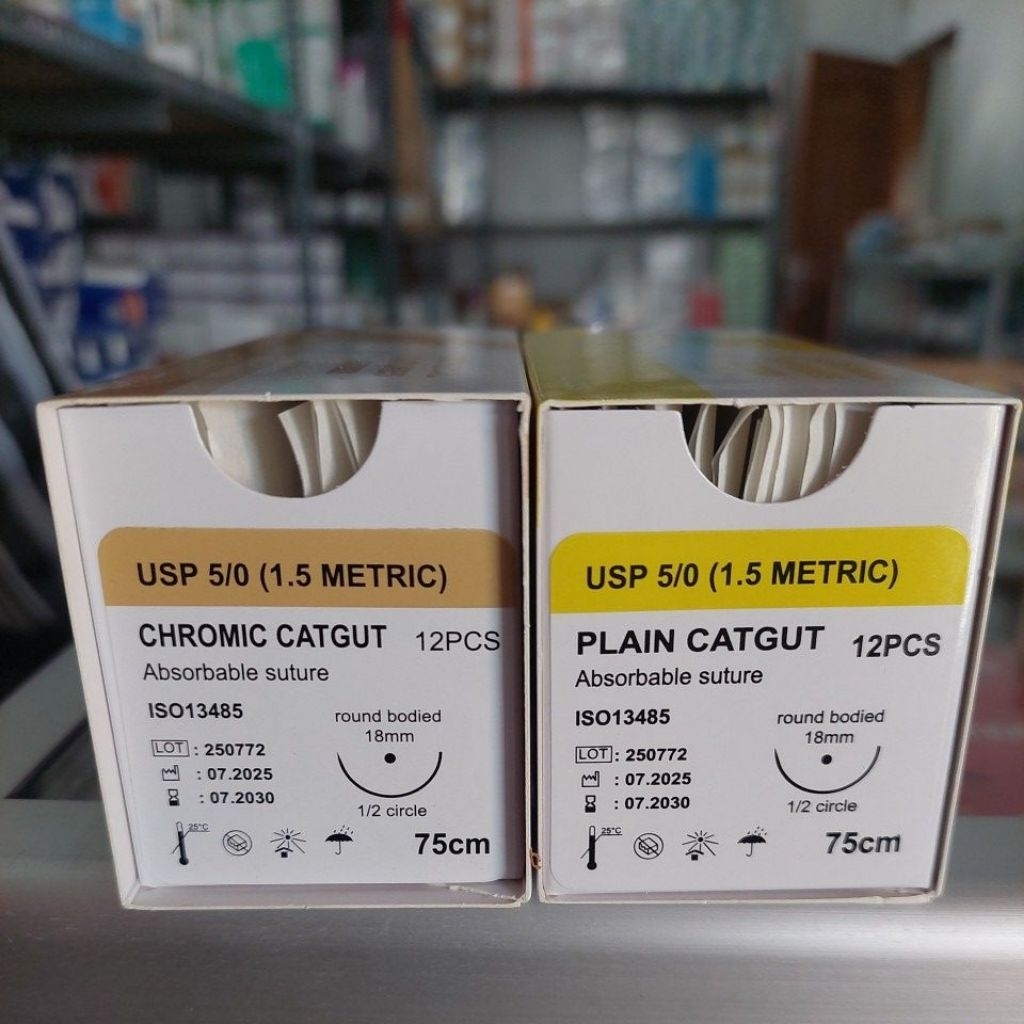 USP 5/0 (1.5 METRIC)
CHROMIC CATGUT 12PCS
Absorbable suture
ISO13485
round bodied
18mm
LOT : 250772
: 07.2025
: 07.2030
1/2 circle
25°C
75cm
USP 5/0 (1.5 METRIC)
PLAIN CATGUT 12PCS
Absorbable suture
ISO13485
round bodied
18mm
LOT : 250772
: 07.2025
: 07.2030
1/2 circle
25°C
75cm